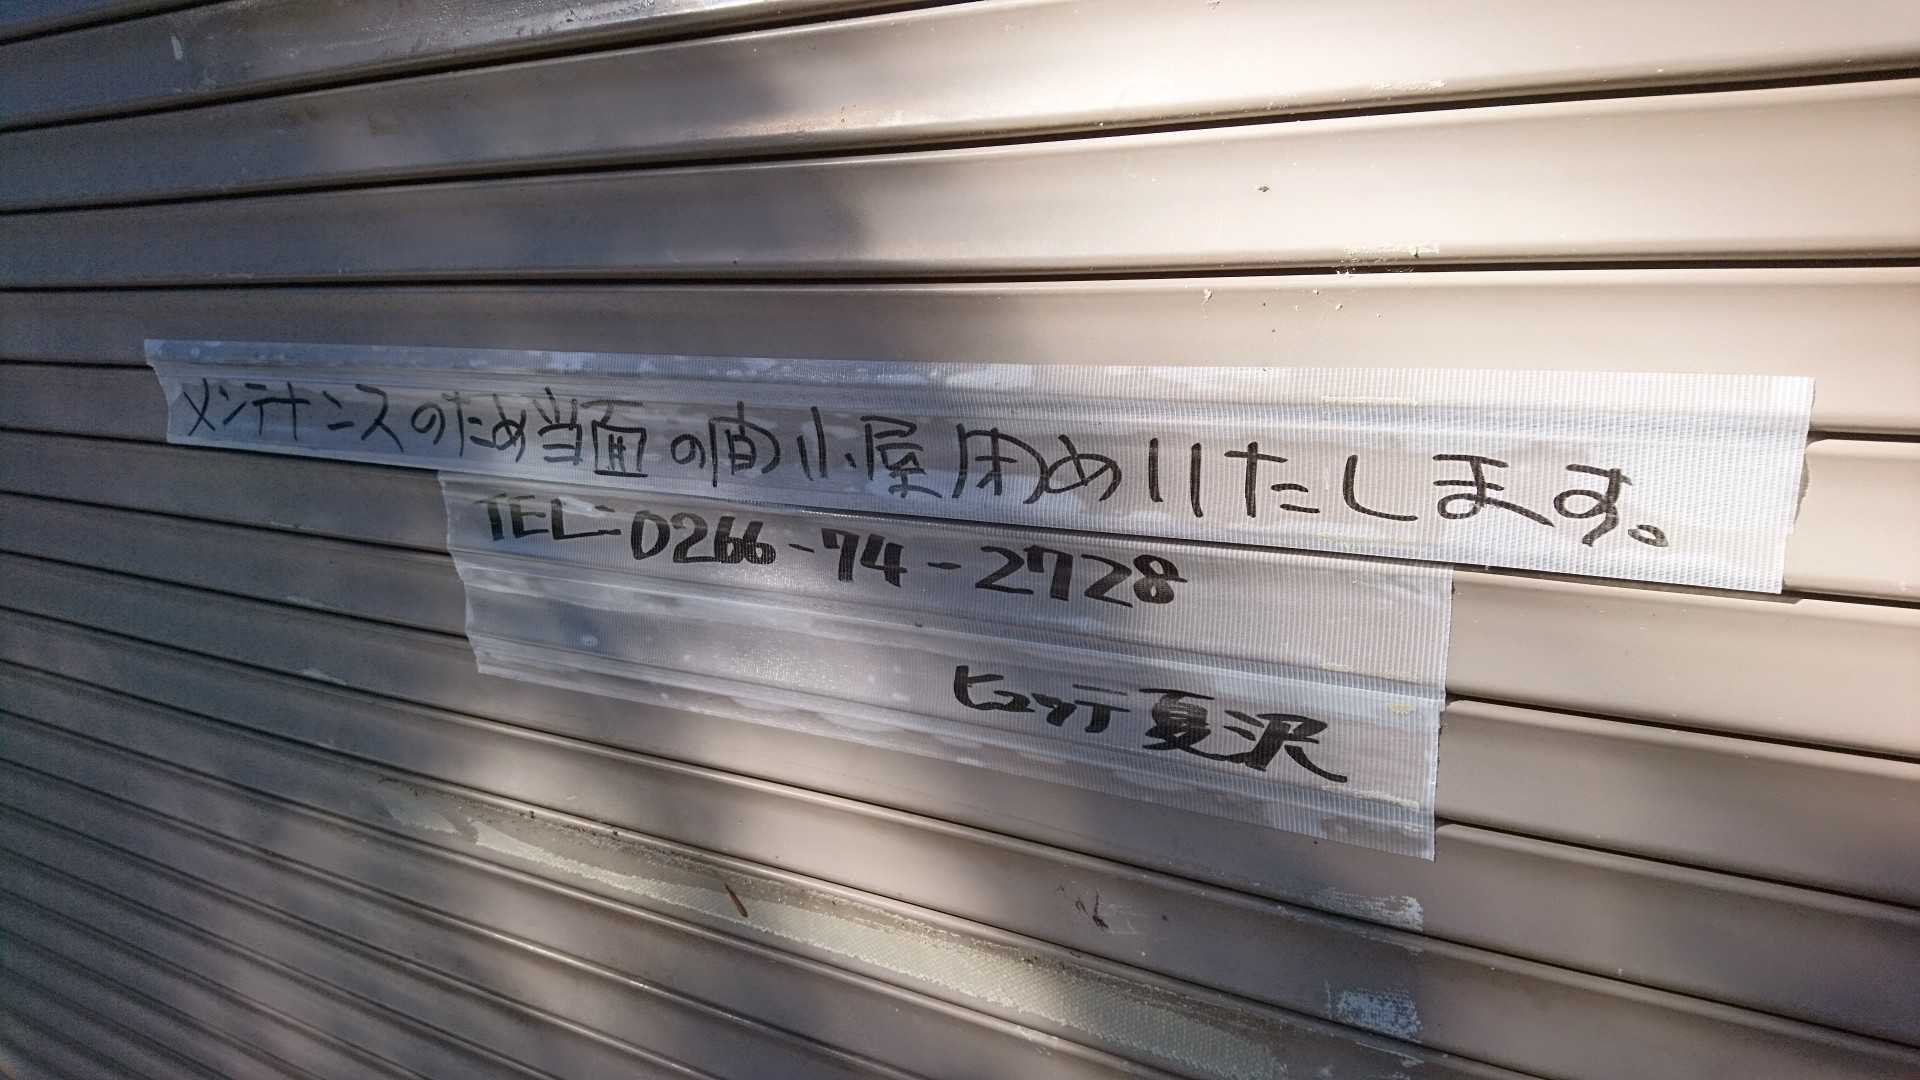 メンテナンスのため当面の間小屋閉めいたします。
TEL:0266-74-2728
ヒュッテ夏沢